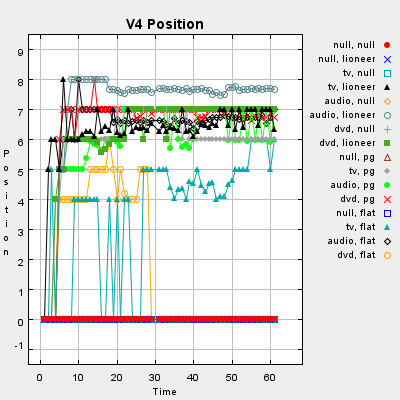 V4 Position
9
8
7
6
5
4
3
2
1
0
-1
Position
0
10
20
30
40
50
60
Time
null, null
null, lioneer
tv, null
tv, lioneer
audio, null
audio, lioneer
dvd, null
dvd, lioneer
null, pg
tv, pg
audio, pg
dvd, pg
null, flat
tv, flat
audio, flat
dvd, flat